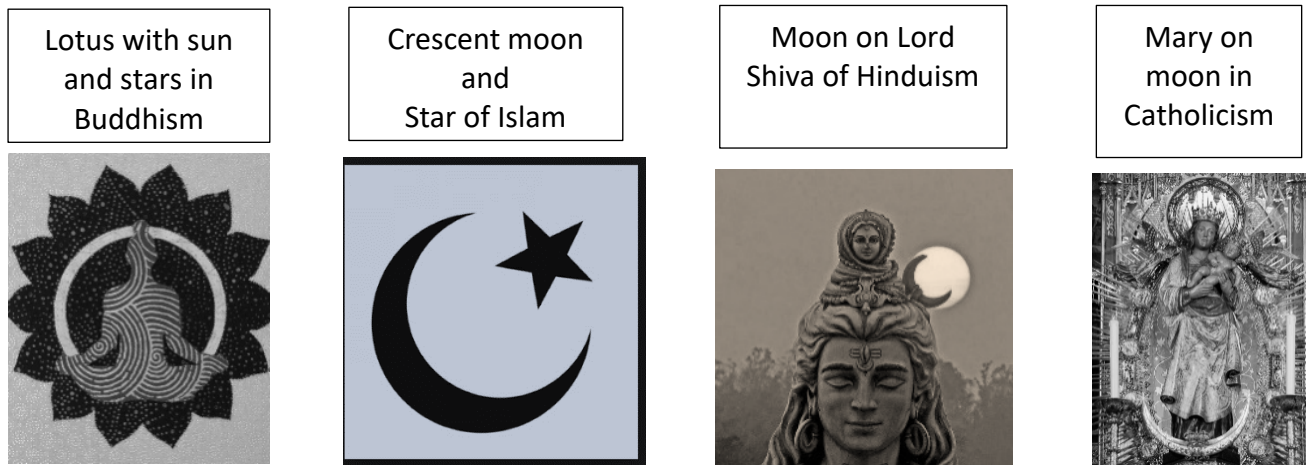 Lotus with sun
and stars in
Buddhism
Crescent moon
and
Star of Islam
Moon on Lord
Shiva of Hinduism
Mary on
moon in
Catholicism